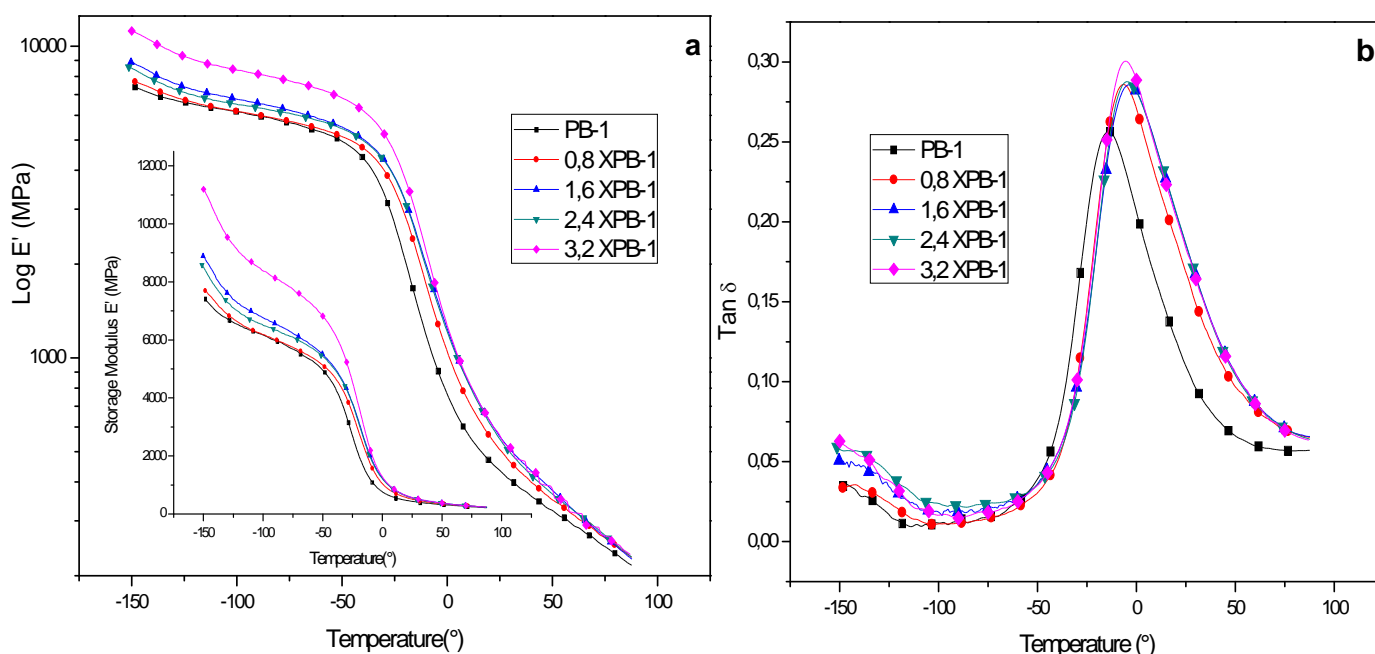 a
Log E' (MPa)
10000
1000
PB-1
0,8 XPB-1
1,6 XPB-1
2,4 XPB-1
3,2 XPB-1
Storage Modulus E' (MPa)
12000
10000
8000
6000
4000
2000
0
-150 -100 -50 0 50 100
Temperature(°)
-150 -100 -50 0 50 100
Temperature(°)
b
Tan δ
0,30
0,25
0,20
0,15
0,10
0,05
0,00
PB-1
0,8 XPB-1
1,6 XPB-1
2,4 XPB-1
3,2 XPB-1
-150 -100 -50 0 50 100
Temperature (°)